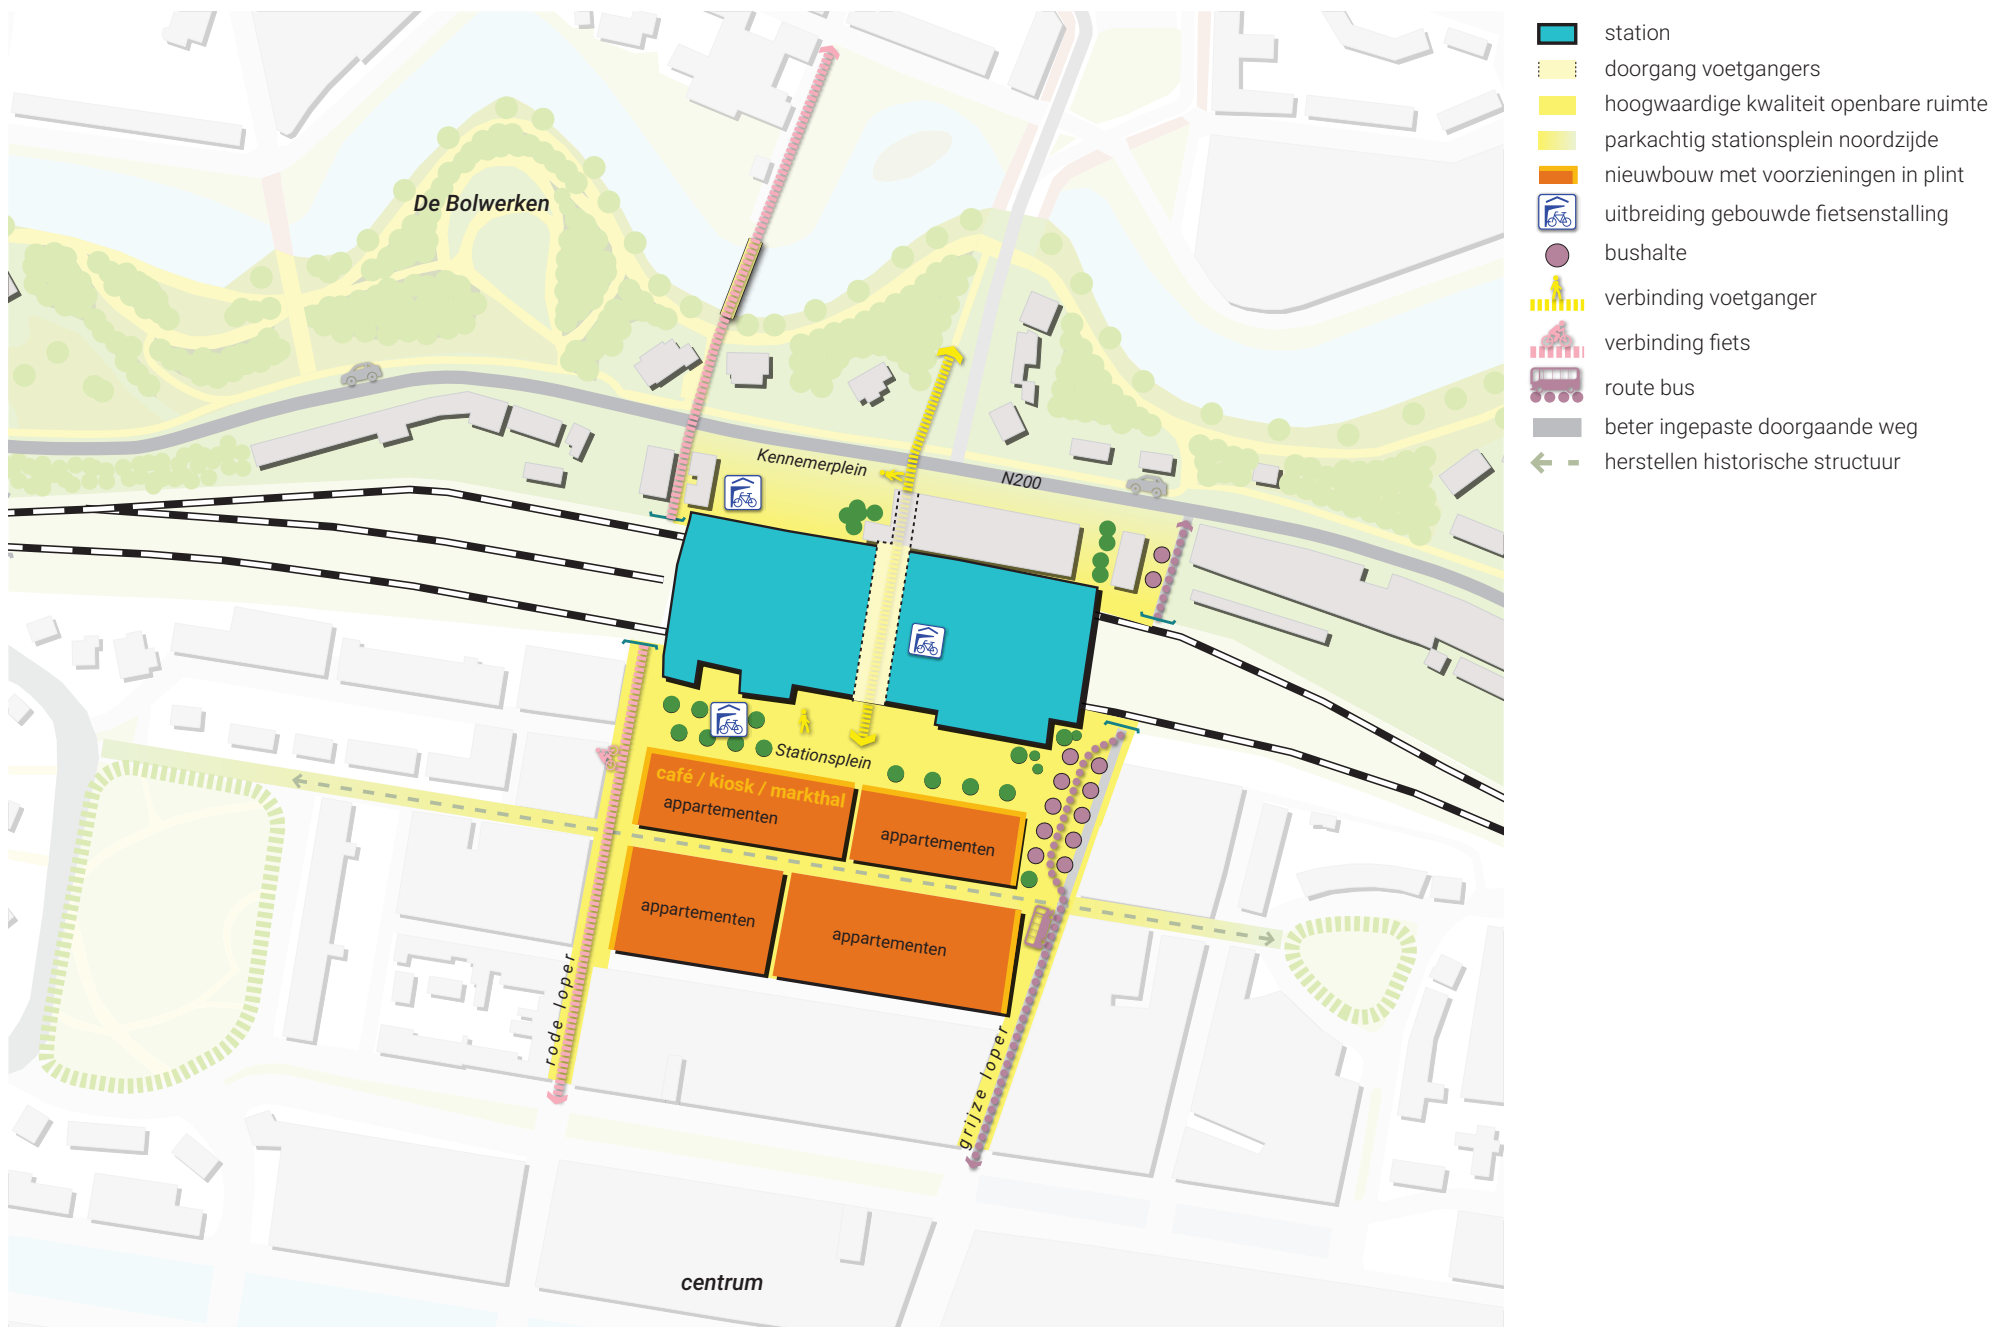 De Bolwerken
Kennemerplein
N200
Stationsplein
café / kiosk / markthal
appartementen
appartementen
appartementen
appartementen
rode loper
grijze loper
centrum
station
doorgang voetgangers
hoogwaardige kwaliteit openbare ruimte
parkachtig stationsplein noordzijde
nieuwbouw met voorzieningen in plint
uitbreiding gebouwde fietsenstalling
bushalte
verbinding voetganger
verbinding fiets
route bus
beter ingepaste doorgaande weg
herstellen historische structuur